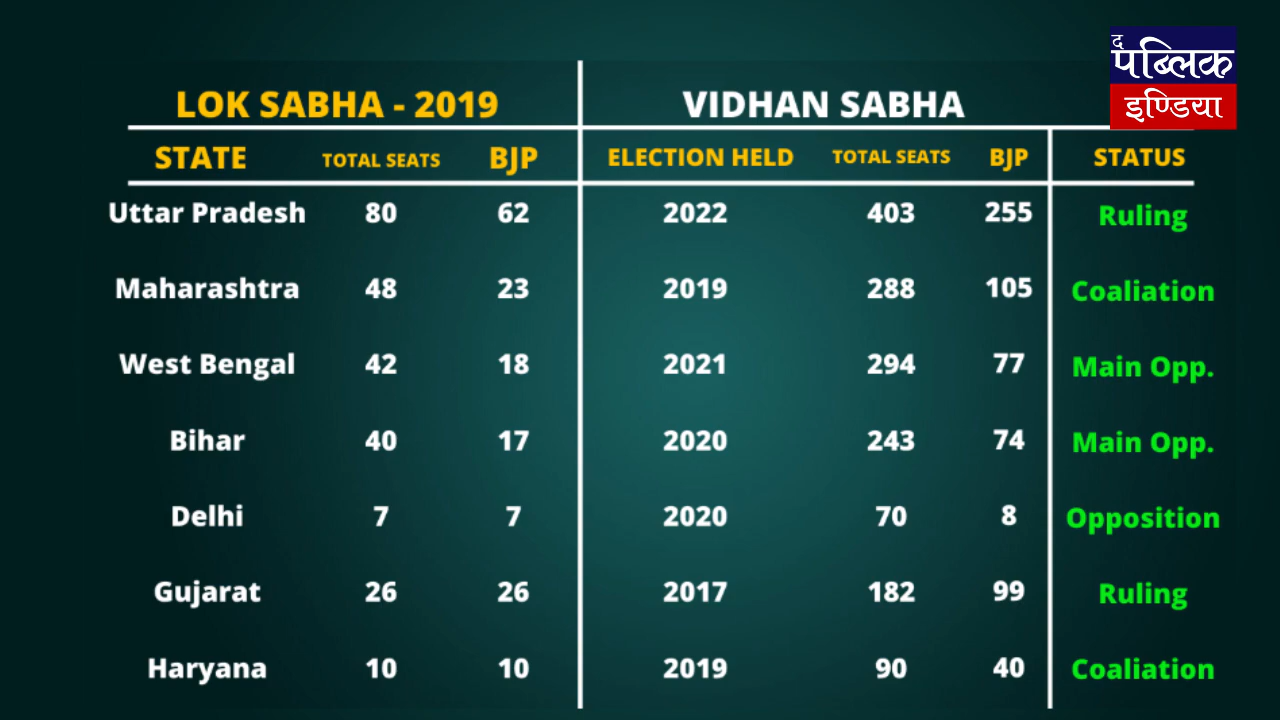 द
पब्लिक
इण्डिया
LOK SABHA - 2019 VIDHAN SABHA
STATE TOTAL SEATS BJP ELECTION HELD TOTAL SEATS BJP STATUS
Uttar Pradesh 80 62 2022 403 255 Ruling
Maharashtra 48 23 2019 288 105 Coaliation
West Bengal 42 18 2021 294 77 Main Opp.
Bihar 40 17 2020 243 74 Main Opp.
Delhi 7 7 2020 70 8 Opposition
Gujarat 26 26 2017 182 99 Ruling
Haryana 10 10 2019 90 40 Coaliation